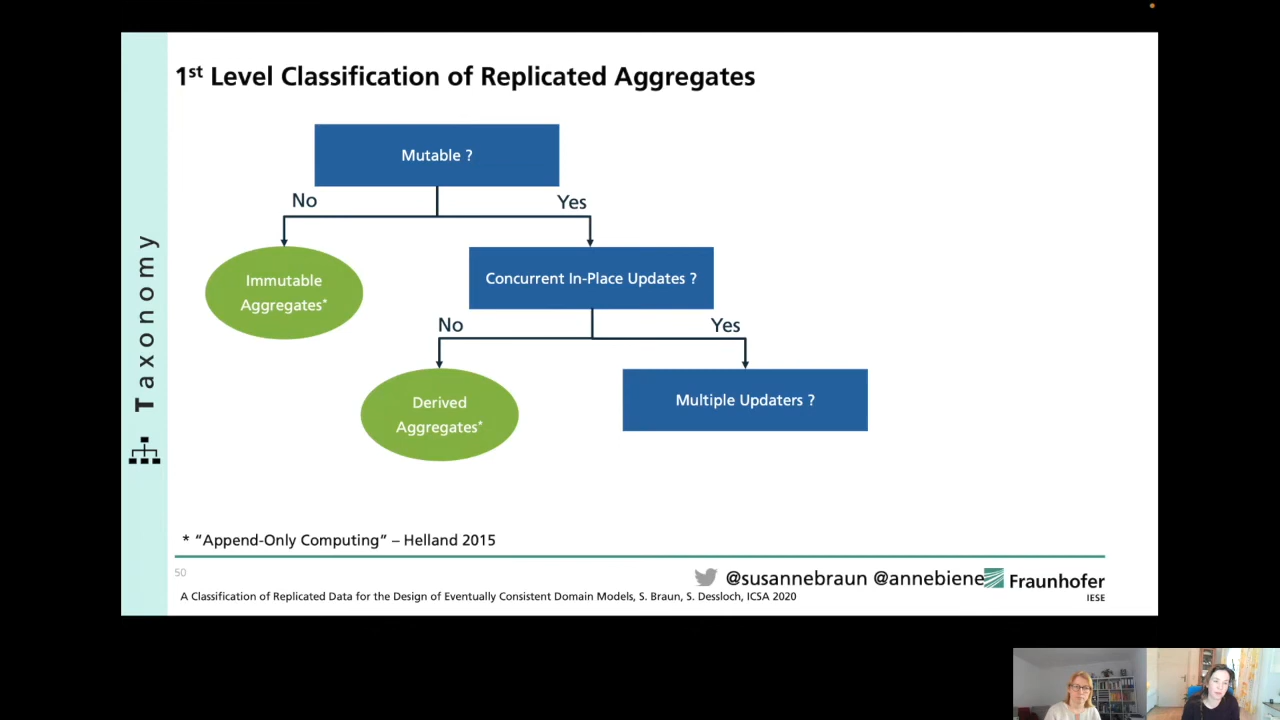 1st Level Classification of Replicated Aggregates
Mutable ?
No
Yes
Immutable
Aggregates*
Concurrent In-Place Updates ?
No
Yes
Derived
Aggregates*
Multiple Updaters ?
Taxonomy
* “Append-Only Computing” – Helland 2015
50
@susannebraun @annebiene
Fraunhofer
IESE
A Classification of Replicated Data for the Design of Eventually Consistent Domain Models, S. Braun, S. Dessloch, ICSA 2020